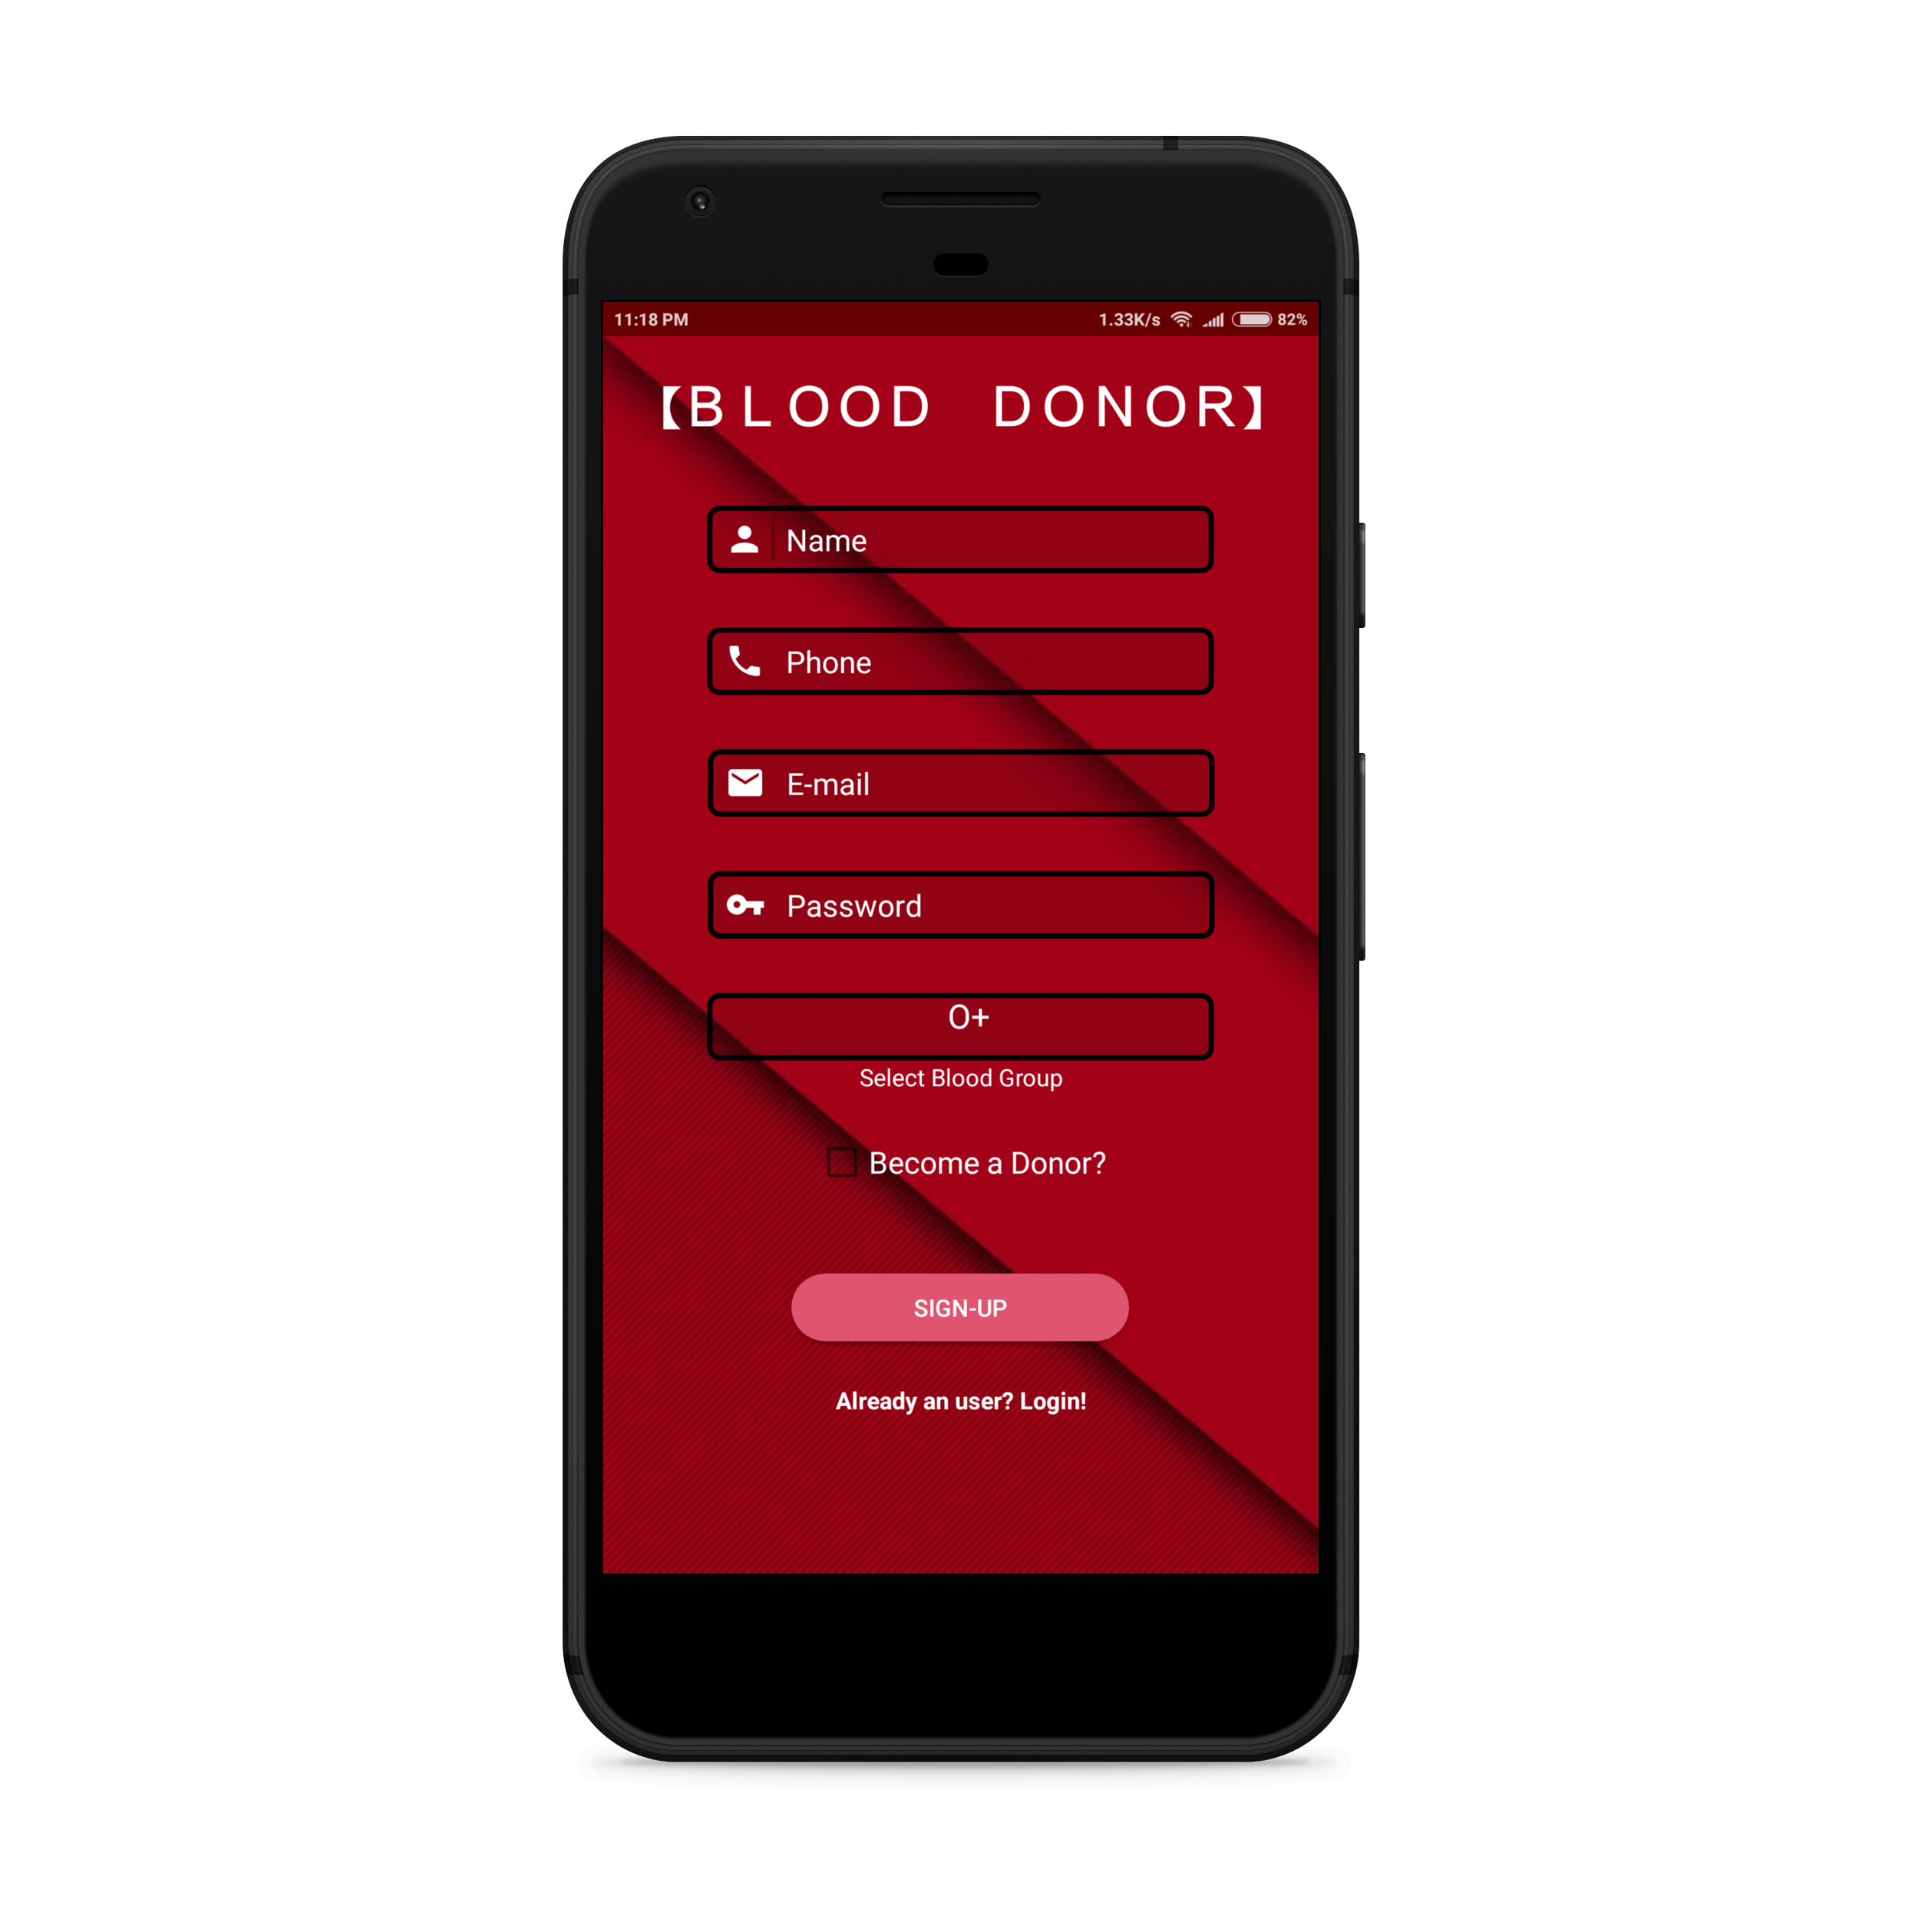 11:18 PM 1.33K/s 82%
【BLOOD DONOR】
Name
Phone
E-mail
Password
O+
Select Blood Group
Become a Donor?
SIGN-UP
Already an user? Login!